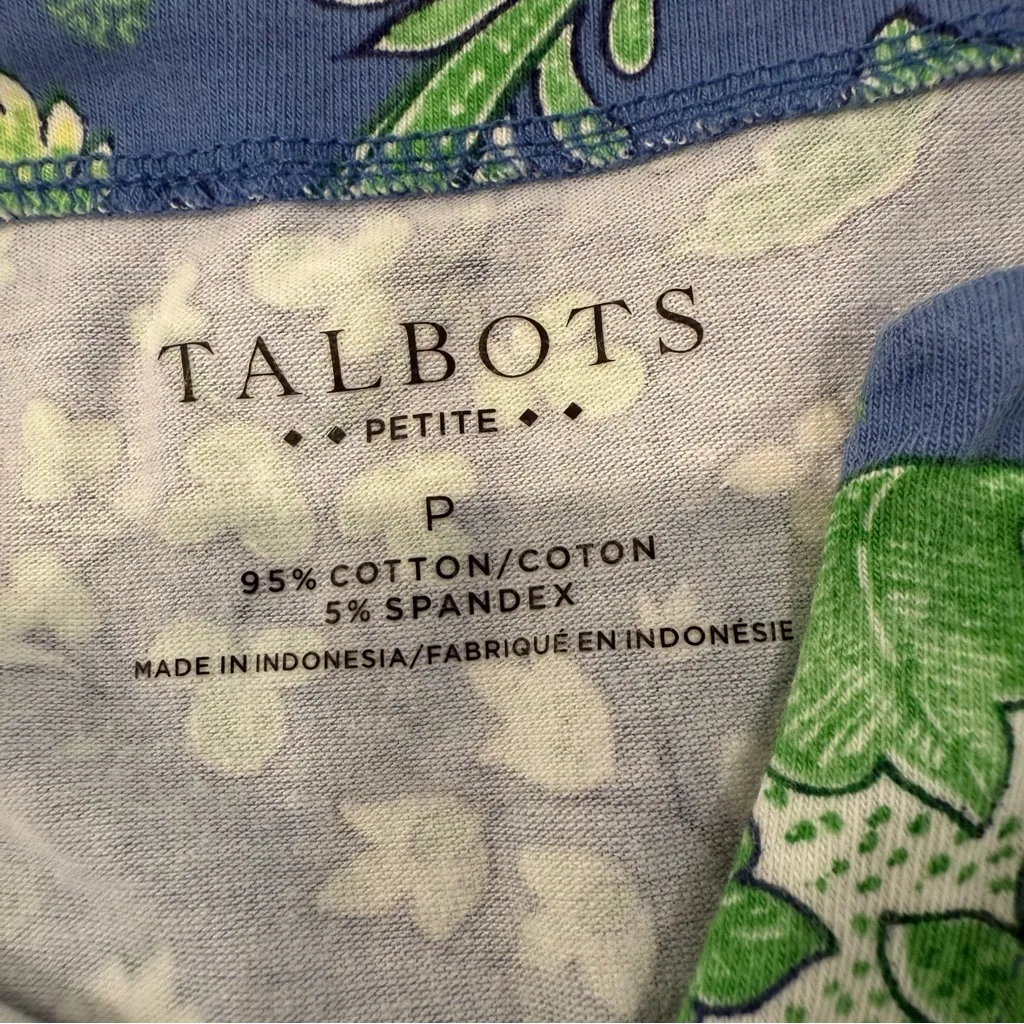 TALBOTS
◆ ◆ PETITE ◆ ◆
P
95% COTTON/COTON
5% SPANDEX
MADE IN INDONESIA/FABRIQUÉ EN INDONÉSIE